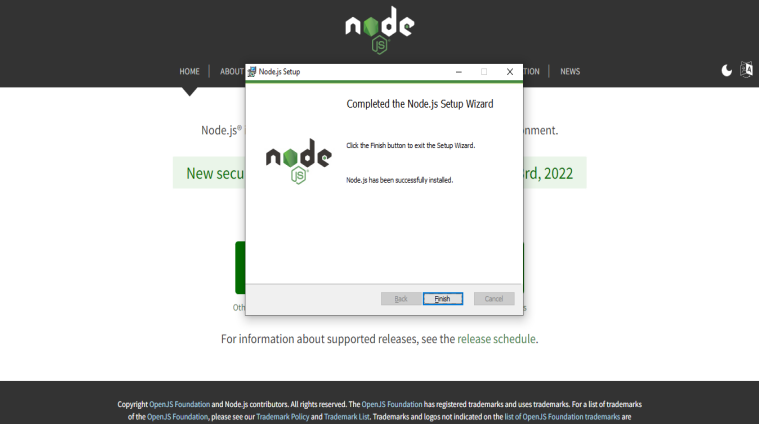 node
JS
HOME ABOUT TION NEWS
Node.js Setup
Completed the Node.js Setup Wizard
Node.js® nment.
Click the Finish button to exit the Setup Wizard.
node
JS
New secu rd, 2022
Node.js has been successfully installed.
Back Finish Cancel
Oth s
For information about supported releases, see the release schedule.
Copyright OpenJS Foundation and Node.js contributors. All rights reserved. The OpenJS Foundation has registered trademarks and uses trademarks. For a list of trademarks
of the OpenJS Foundation, please see our Trademark Policy and Trademark List. Trademarks and logos not indicated on the list of OpenJS Foundation trademarks are